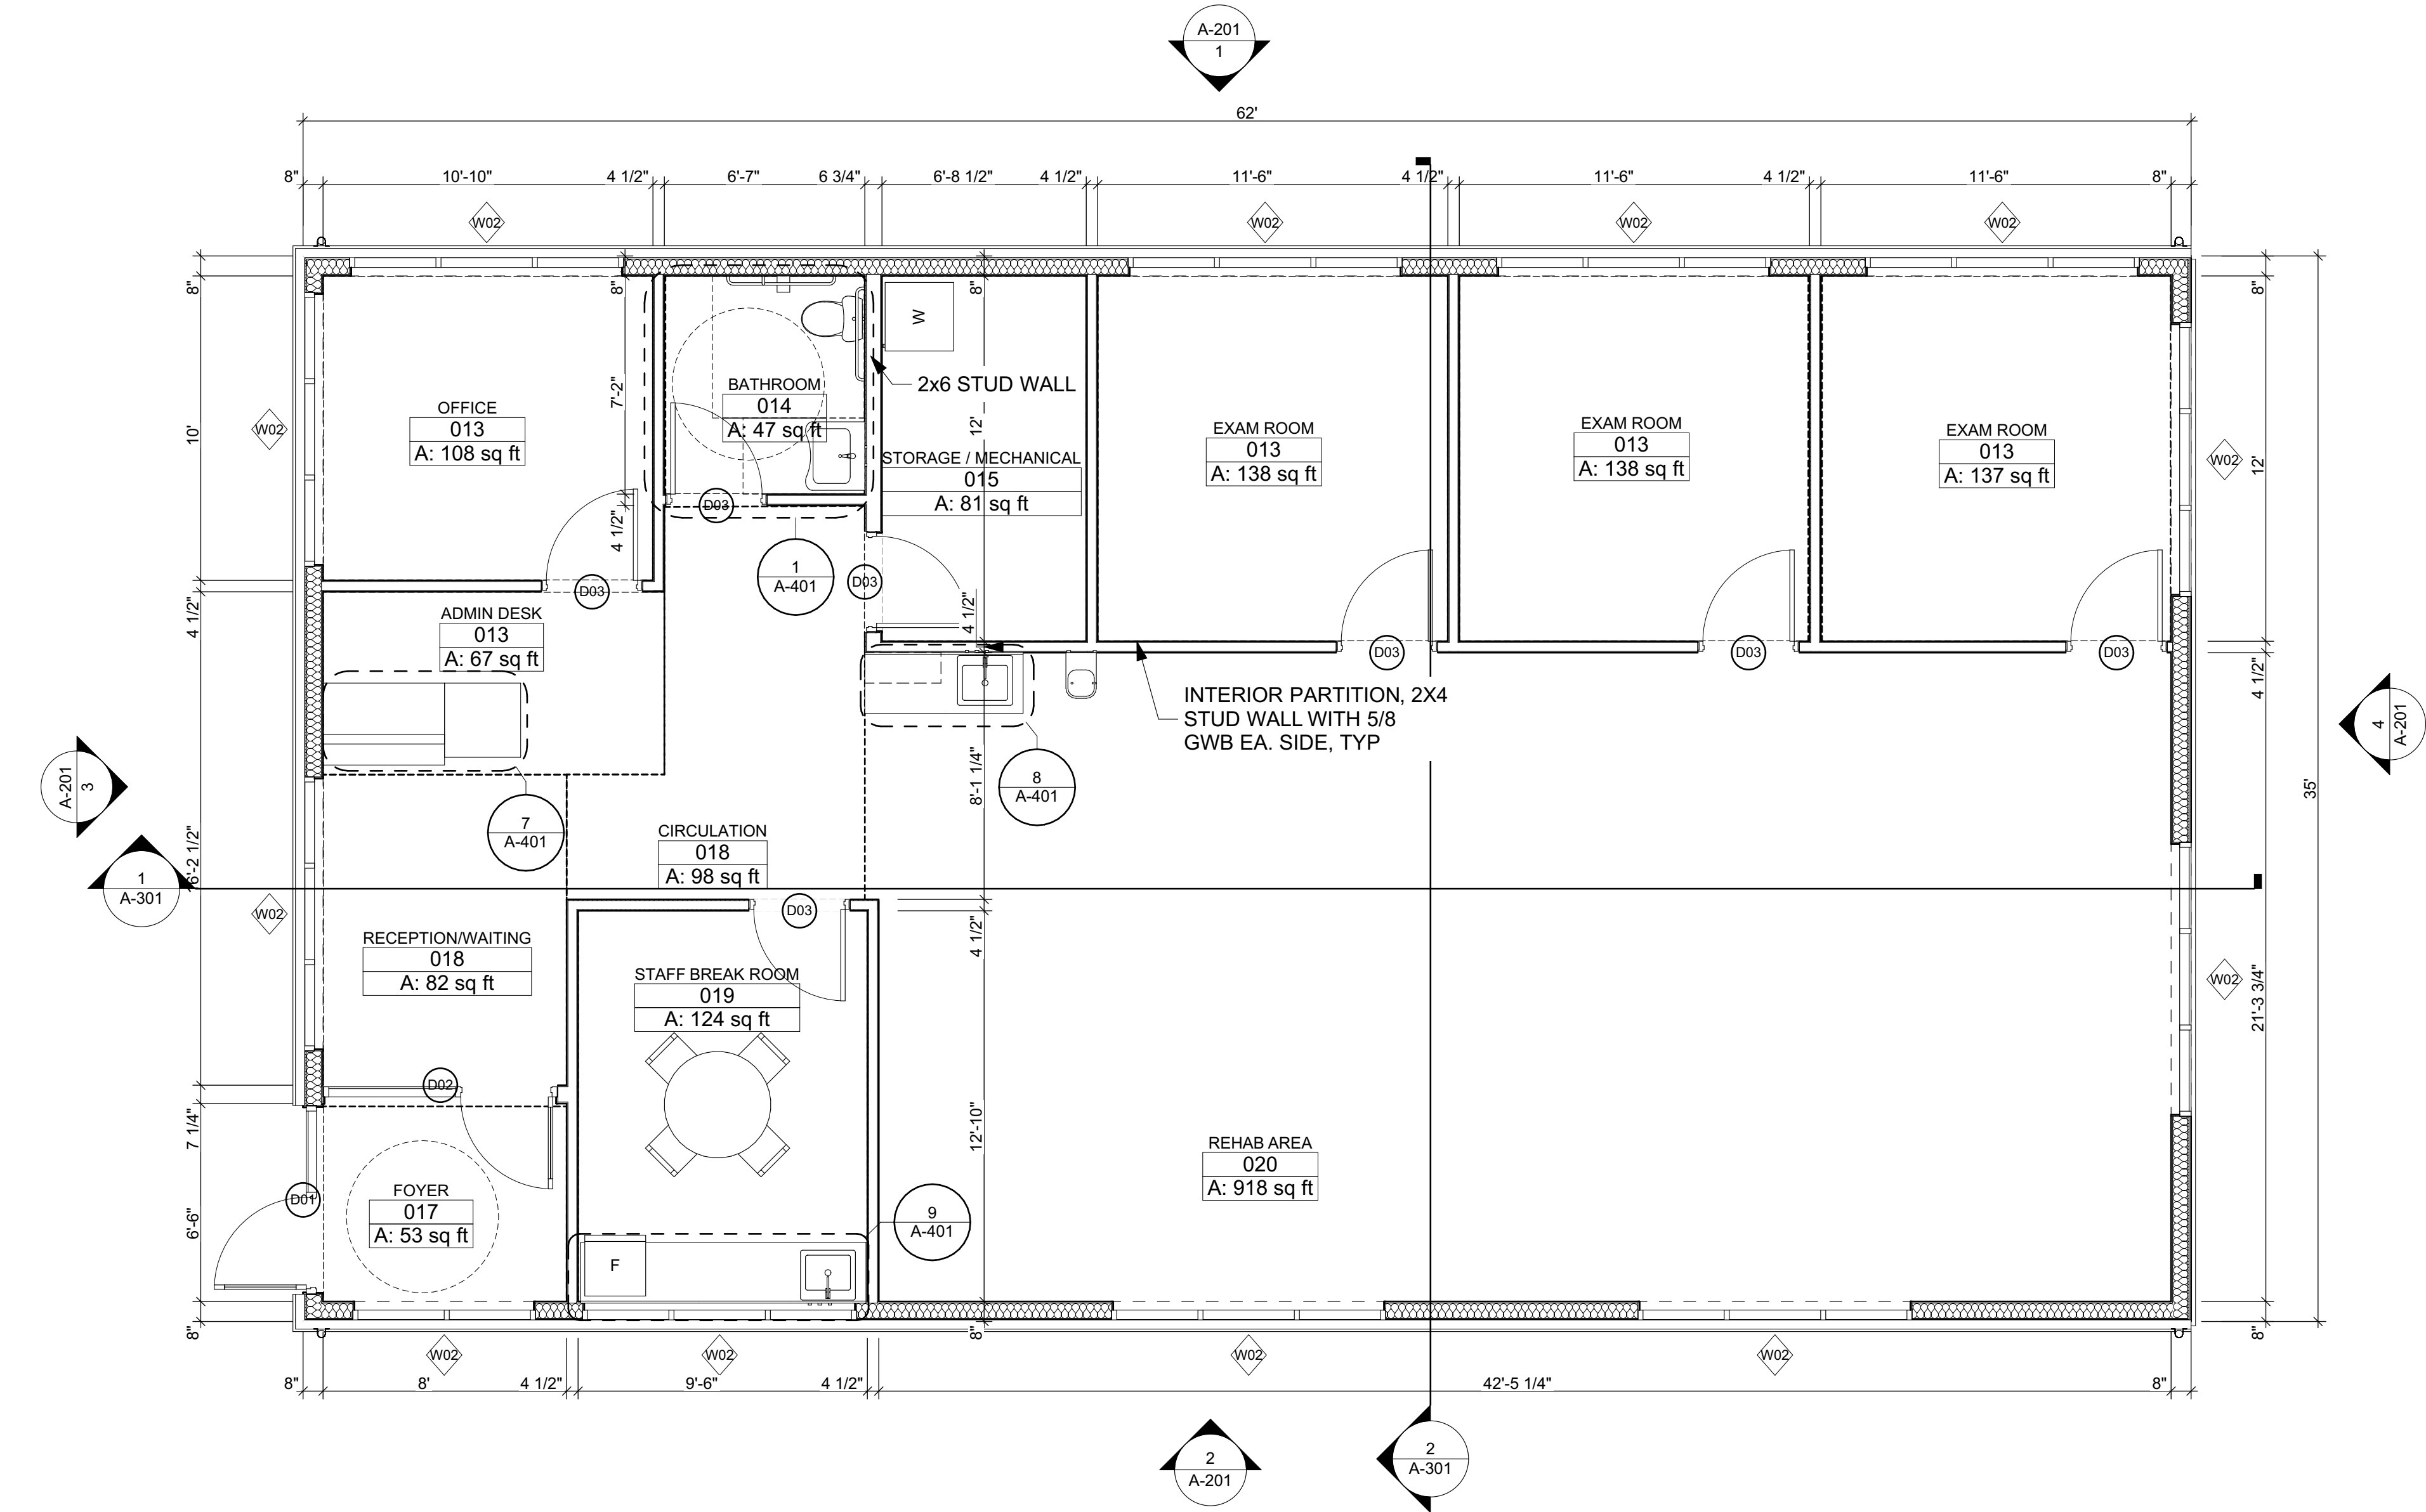 A-201
1
62'
8"
10'-10"
4 1/2"
6'-7"
6 3/4"
6'-8 1/2"
4 1/2"
11'-6"
4 1/2"
11'-6"
4 1/2"
11'-6"
8"
W02
W02
W02
W02
8"
8"
8"
8"
W
BATHROOM
014
A: 47 sq ft
2x6 STUD WALL
7'-2"
OFFICE
013
A: 108 sq ft
10'
W02
12'
STORAGE / MECHANICAL
015
A: 81 sq ft
EXAM ROOM
013
A: 138 sq ft
EXAM ROOM
013
A: 138 sq ft
EXAM ROOM
013
A: 137 sq ft
12'
W02
D03
4 1/2"
1
A-401
D03
D03
4 1/2"
4 1/2"
ADMIN DESK
013
A: 67 sq ft
D03
D03
D03
4 1/2"
INTERIOR PARTITION, 2X4
STUD WALL WITH 5/8
GWB EA. SIDE, TYP
4
A-201
A-201
3
8'-1 1/4"
8
A-401
35'
7
A-401
CIRCULATION
018
A: 98 sq ft
1
A-301
16'-2 1/2"
W02
D03
4 1/2"
RECEPTION/WAITING
018
A: 82 sq ft
STAFF BREAK ROOM
019
A: 124 sq ft
W02
21'-3 3/4"
D02
7 1/4"
12'-10"
REHAB AREA
020
A: 918 sq ft
D01
FOYER
017
A: 53 sq ft
6'-6"
9
A-401
F
8"
8"
8"
W02
W02
W02
W02
8"
8'
4 1/2"
9'-6"
4 1/2"
42'-5 1/4"
8"
2
A-201
2
A-301